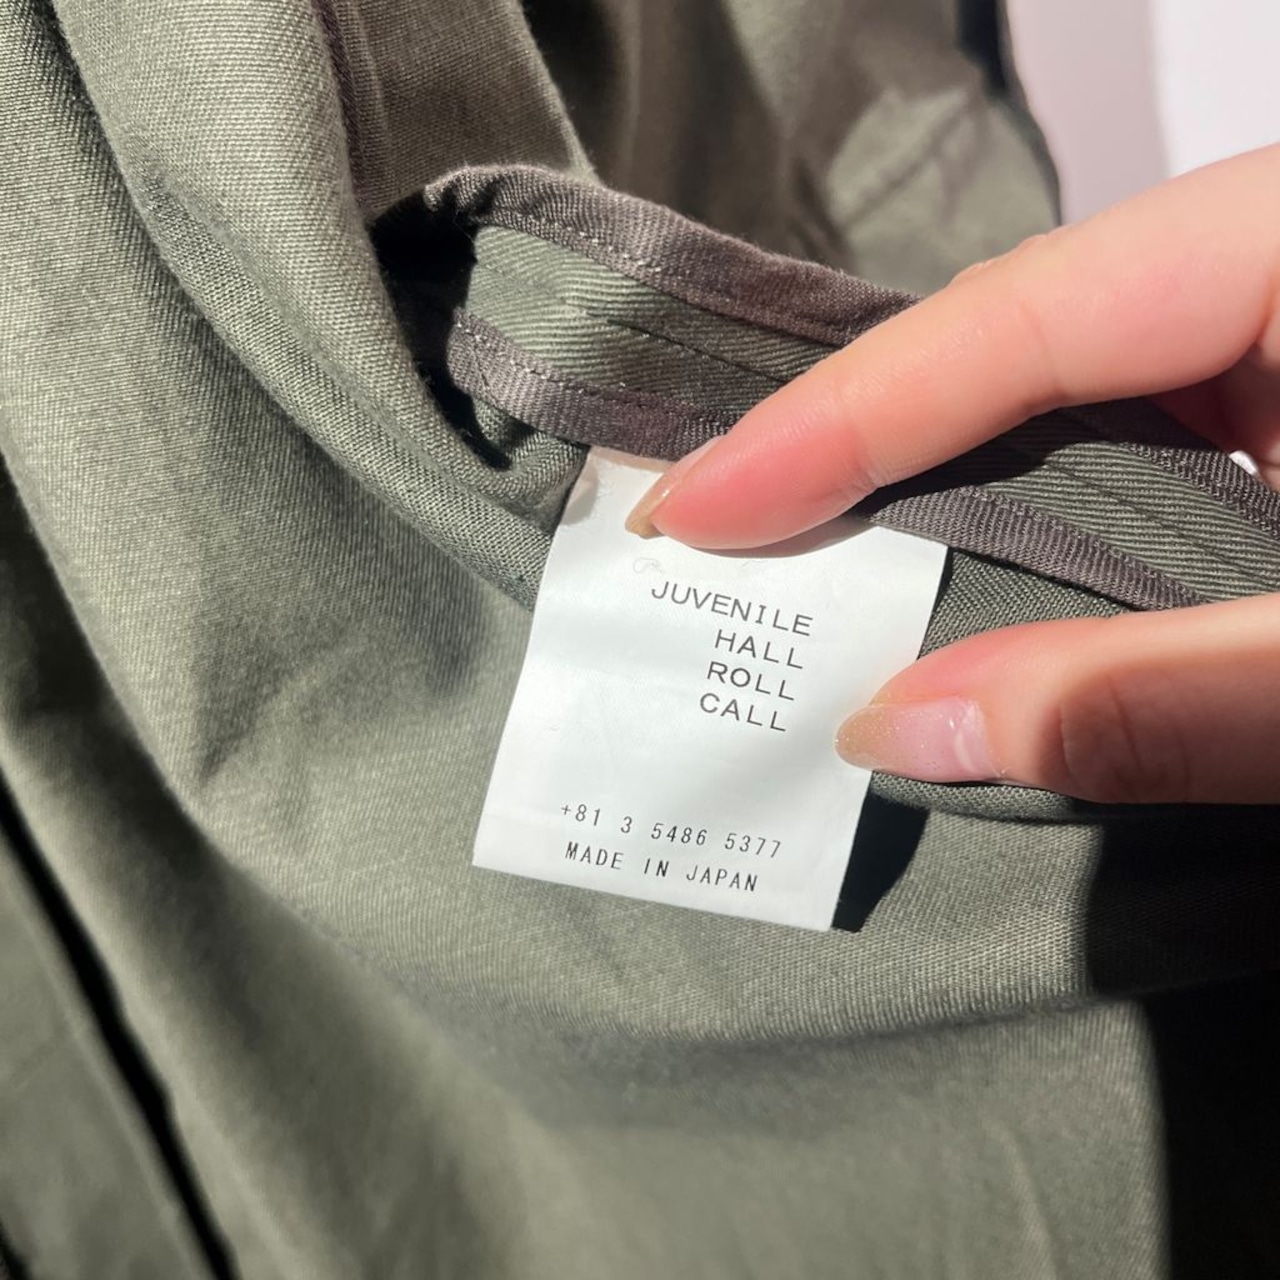 JUVENILE
HALL
ROLL
CALL
+81 3 5486 5377
MADE IN JAPAN